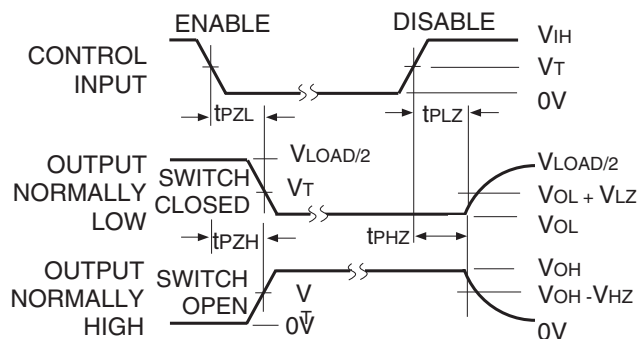 ENABLE
DISABLE
CONTROL
INPUT
VIH
VT
0V
tPZL
tPLZ
OUTPUT
NORMALLY
LOW
SWITCH
CLOSED
VLOAD/2
VT
VLOAD/2
VOL + VLZ
VOL
tPZH
tPHZ
OUTPUT
NORMALLY
HIGH
SWITCH
OPEN
VT
0V
VOH
VOH - VHZ
0V